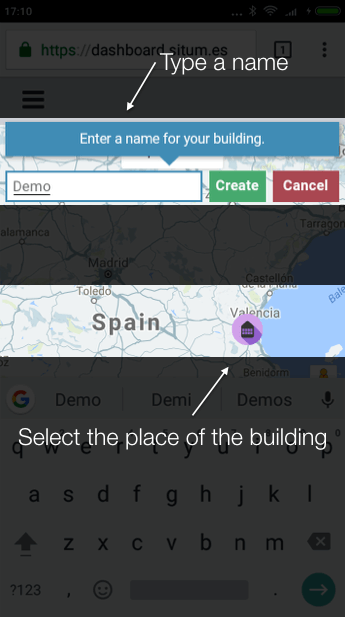 17:10
https://dashboard.situm.es
1
Type a name
Enter a name for your building.
Demo
Create
Cancel
Salamanca
Tarragon
Madrid
Castellón
de la Plana
Toledo
Valencia
Spain
Benidorm
Demo Demi Demos
Select the place of the building
q w e r t y u i o p
a s d f g h j k l
z x c v b n m
?123 , .